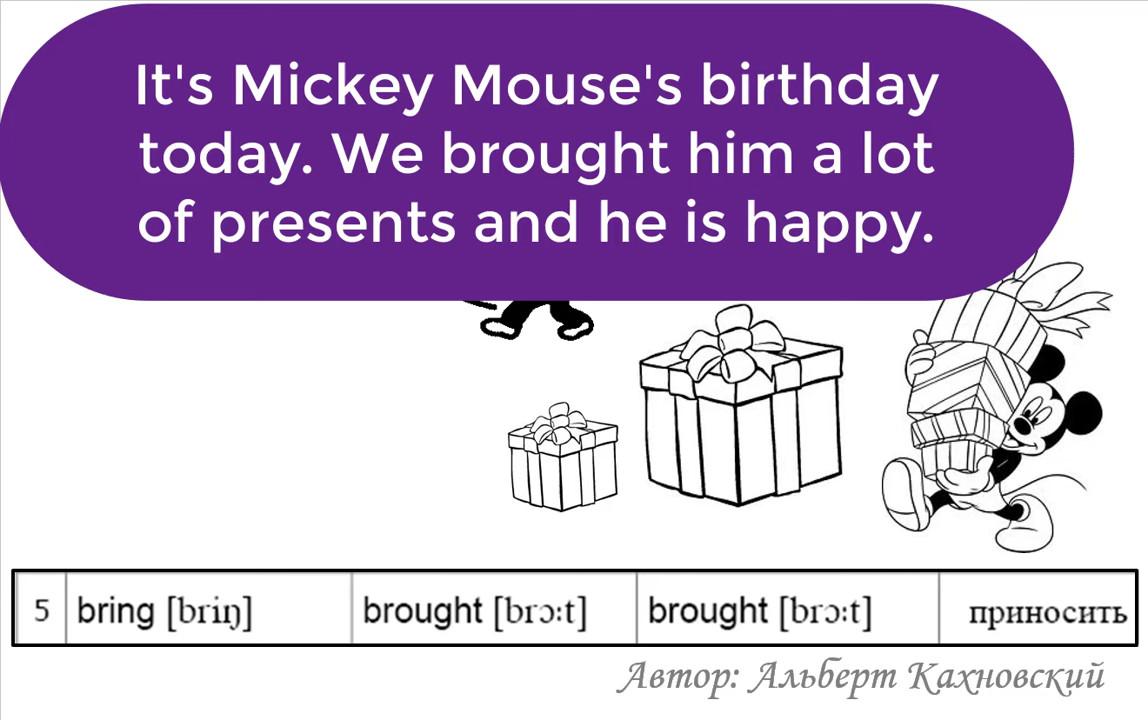 It's Mickey Mouse's birthday
today. We brought him a lot
of presents and he is happy.
5 bring [briŋ] brought [brɔ:t] brought [brɔ:t] приносить
Автор: Альберт Кахновский